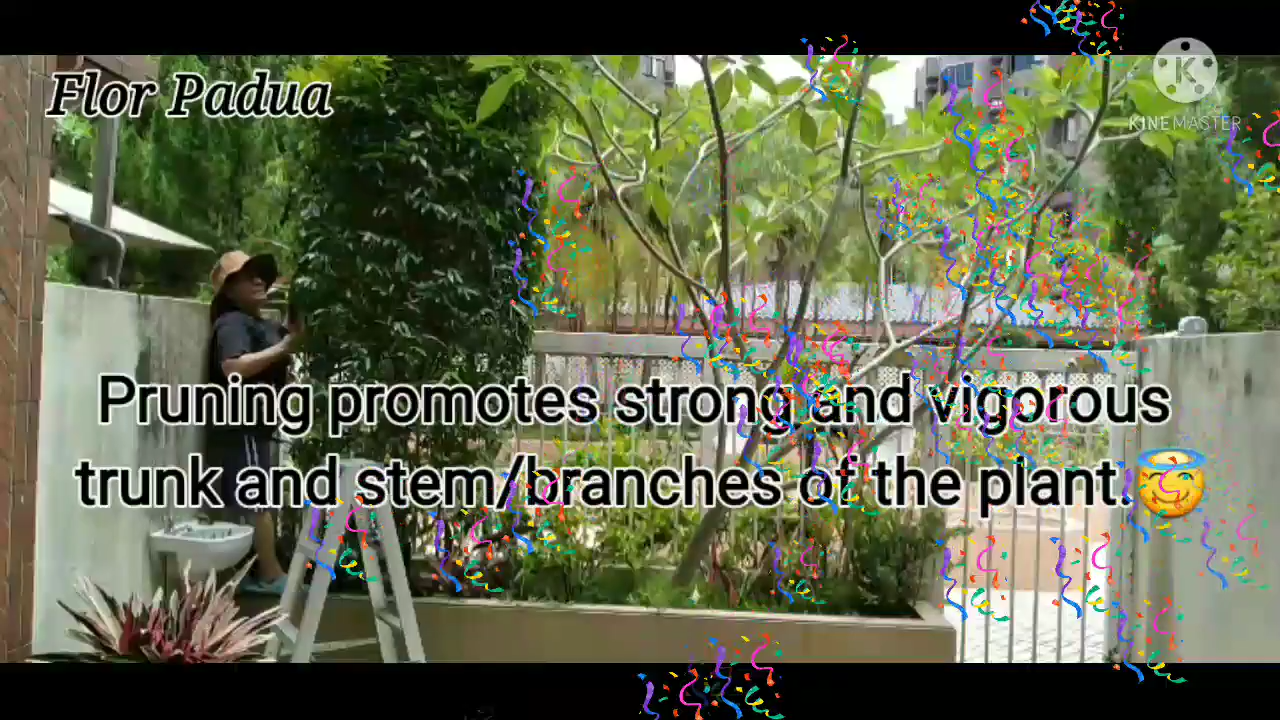 Flor Padua
KINEMASTER
Pruning promotes strong and vigorous
trunk and stem/branches of the plant.